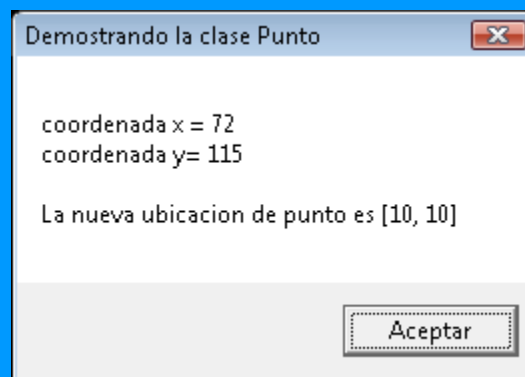 Demostrando la clase Punto
coordenada x = 72
coordenada y= 115
La nueva ubicacion de punto es [10, 10]
Aceptar